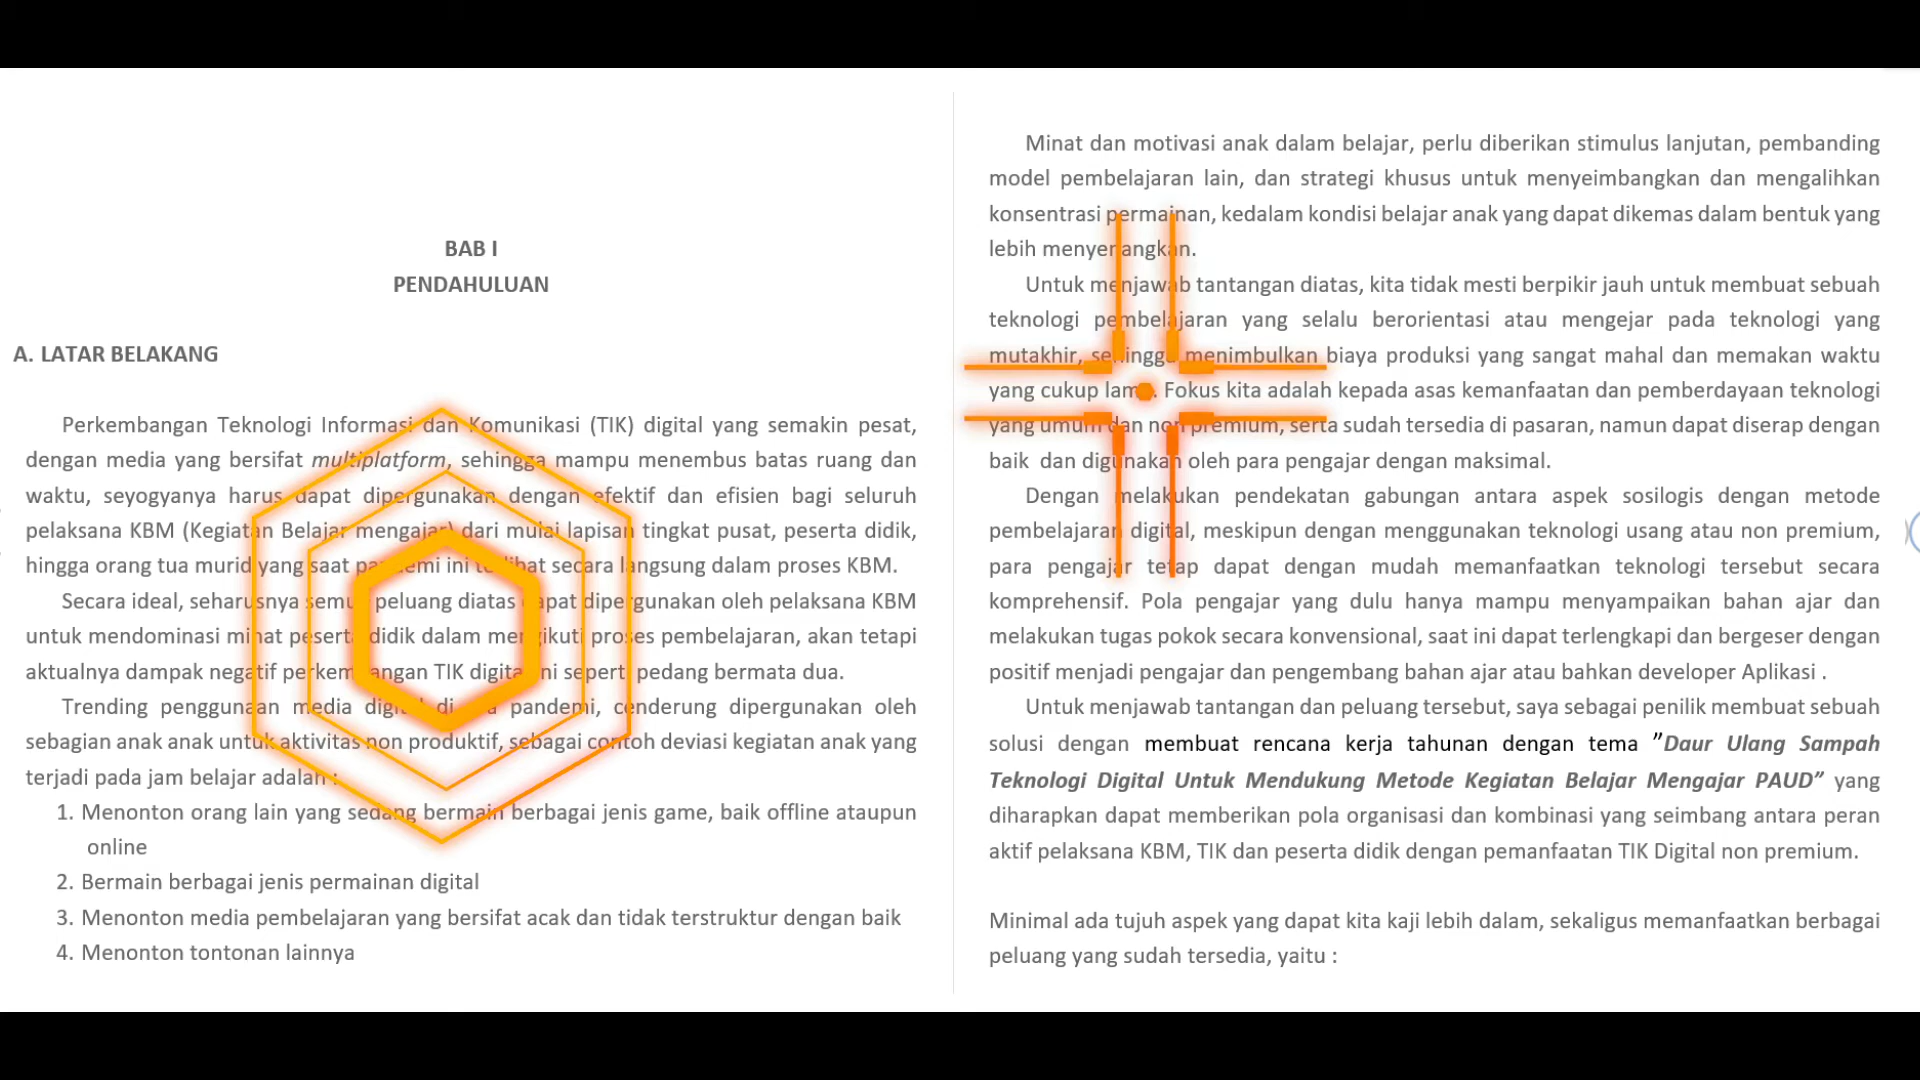 BAB I
PENDAHULUAN
A. LATAR BELAKANG
Perkembangan Teknologi Informasi dan Komunikasi (TIK) digital yang semakin pesat,
dengan media yang bersifat multiplatform, sehingga mampu menembus batas ruang dan
waktu, seyogyanya harus dapat dipergunakan dengan efektif dan efisien bagi seluruh
pelaksana KBM (Kegiatan Belajar mengajar) dari mulai lapisan tingkat pusat, peserta didik,
hingga orang tua murid yang saat pandemi ini terlibat secara langsung dalam proses KBM.
Secara ideal, seharusnya semua peluang diatas dapat dipergunakan oleh pelaksana KBM
untuk mendominasi minat peserta didik dalam mengikuti proses pembelajaran, akan tetapi
aktualnya dampak negatif perkembangan TIK digital ini seperti pedang bermata dua.
Trending penggunaan media digital di pandemi, cenderung dipergunakan oleh
sebagian anak anak untuk aktivitas non produktif, sebagai contoh deviasi kegiatan anak yang
terjadi pada jam belajar adalah :
1. Menonton orang lain yang sedang bermain berbagai jenis game, baik offline ataupun
online
2. Bermain berbagai jenis permainan digital
3. Menonton media pembelajaran yang bersifat acak dan tidak terstruktur dengan baik
4. Menonton tontonan lainnya
Minat dan motivasi anak dalam belajar, perlu diberikan stimulus lanjutan, pembanding
model pembelajaran lain, dan strategi khusus untuk menyeimbangkan dan mengalihkan
konsentrasi permainan, kedalam kondisi belajar anak yang dapat dikemas dalam bentuk yang
lebih menyenangkan.
Untuk menjawab tantangan diatas, kita tidak mesti berpikir jauh untuk membuat sebuah
teknologi pembelajaran yang selalu berorientasi atau mengejar pada teknologi yang
mutakhir, sehingga menimbulkan biaya produksi yang sangat mahal dan memakan waktu
yang cukup lama. Fokus kita adalah kepada asas kemanfaatan dan pemberdayaan teknologi
yang umum dan non premium, serta sudah tersedia di pasaran, namun dapat diserap dengan
baik dan digunakan oleh para pengajar dengan maksimal.
Dengan melakukan pendekatan gabungan antara aspek sosilogis dengan metode
pembelajaran digital, meskipun dengan menggunakan teknologi usang atau non premium,
para pengajar tetap dapat dengan mudah memanfaatkan teknologi tersebut secara
komprehensif. Pola pengajar yang dulu hanya mampu menyampaikan bahan ajar dan
melakukan tugas pokok secara konvensional, saat ini dapat terlengkapi dan bergeser dengan
positif menjadi pengajar dan pengembang bahan ajar atau bahkan developer Aplikasi .
Untuk menjawab tantangan dan peluang tersebut, saya sebagai penilik membuat sebuah
solusi dengan membuat rencana kerja tahunan dengan tema ”Daur Ulang Sampah
Teknologi Digital Untuk Mendukung Metode Kegiatan Belajar Mengajar PAUD” yang
diharapkan dapat memberikan pola organisasi dan kombinasi yang seimbang antara peran
aktif pelaksana KBM, TIK dan peserta didik dengan pemanfaatan TIK Digital non premium.
Minimal ada tujuh aspek yang dapat kita kaji lebih dalam, sekaligus memanfaatkan berbagai
peluang yang sudah tersedia, yaitu :